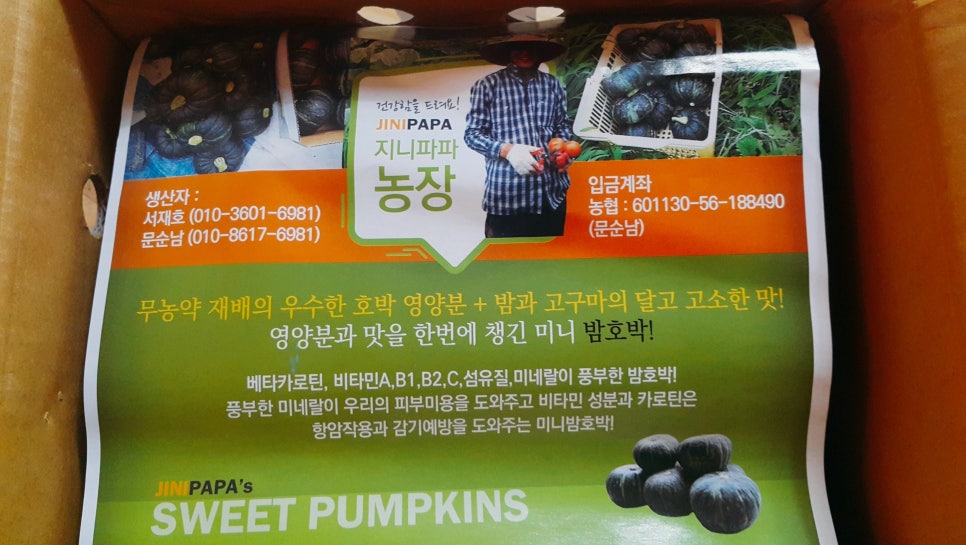 건강함을 드려요!
JINIPAPA
지니파파
농장
생산자 :
서재호 (010-3601-6981)
문순남 (010-8617-6981)
입금계좌
농협 : 601130-56-188490
(문순남)
무농약 재배의 우수한 호박 영양분 + 밤과 고구마의 달고 고소한 맛!
영양분과 맛을 한번에 챙긴 미니 밤호박!
베타카로틴, 비타민A,B1,B2,C,섬유질,미네랄이 풍부한 밤호박!
풍부한 미네랄이 우리의 피부미용을 도와주고 비타민 성분과 카로틴은
항암작용과 감기예방을 도와주는 미니밤호박!
JINIPAPA's
SWEET PUMPKINS